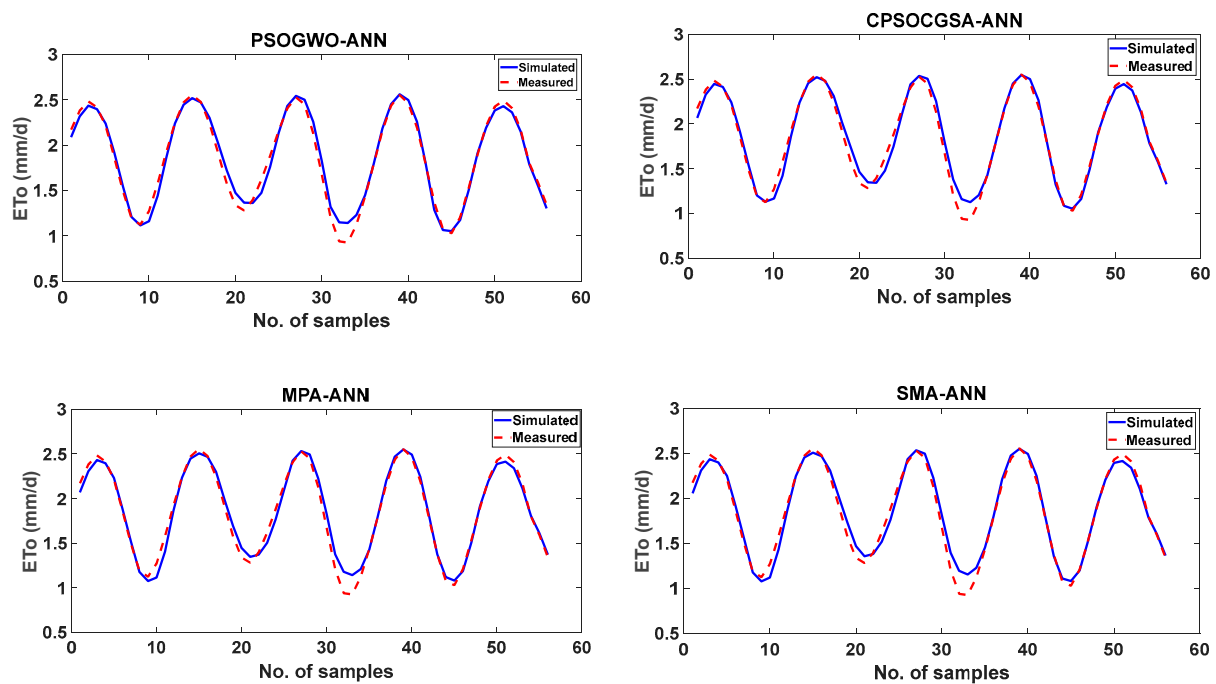 PSOGWO-ANN
3
2.5
2
1.5
1
0.5
ETo (mm/d)
Simulated
Measured
0 10 20 30 40 50 60
No. of samples
CPSOCGSA-ANN
3
2.5
2
1.5
1
0.5
ETo (mm/d)
Simulated
Measured
0 10 20 30 40 50 60
No. of samples
MPA-ANN
3
2.5
2
1.5
1
0.5
ETo (mm/d)
Simulated
Measured
0 10 20 30 40 50 60
No. of samples
SMA-ANN
3
2.5
2
1.5
1
0.5
ETo (mm/d)
Simulated
Measured
0 10 20 30 40 50 60
No. of samples